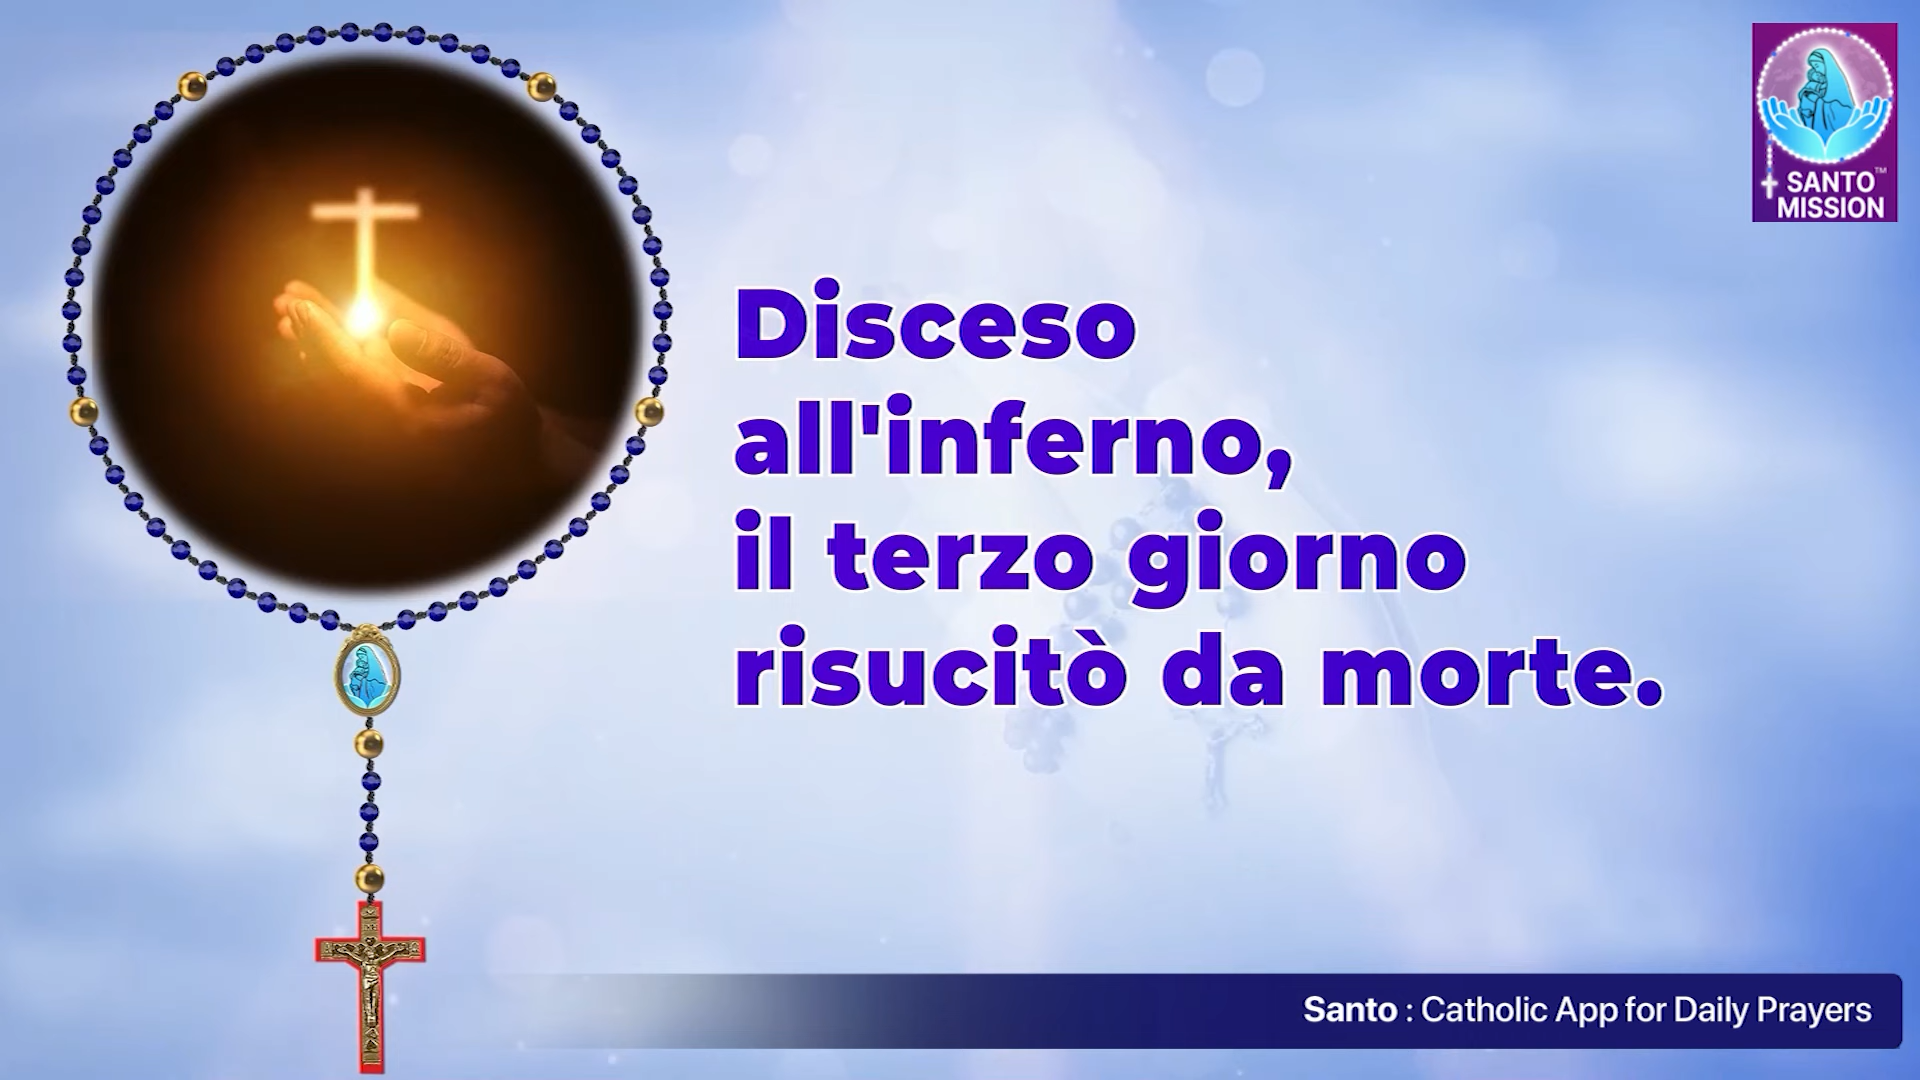 SANTO™
MISSION
Disceso
all'inferno,
il terzo giorno
risucitò da morte.
Santo : Catholic App for Daily Prayers